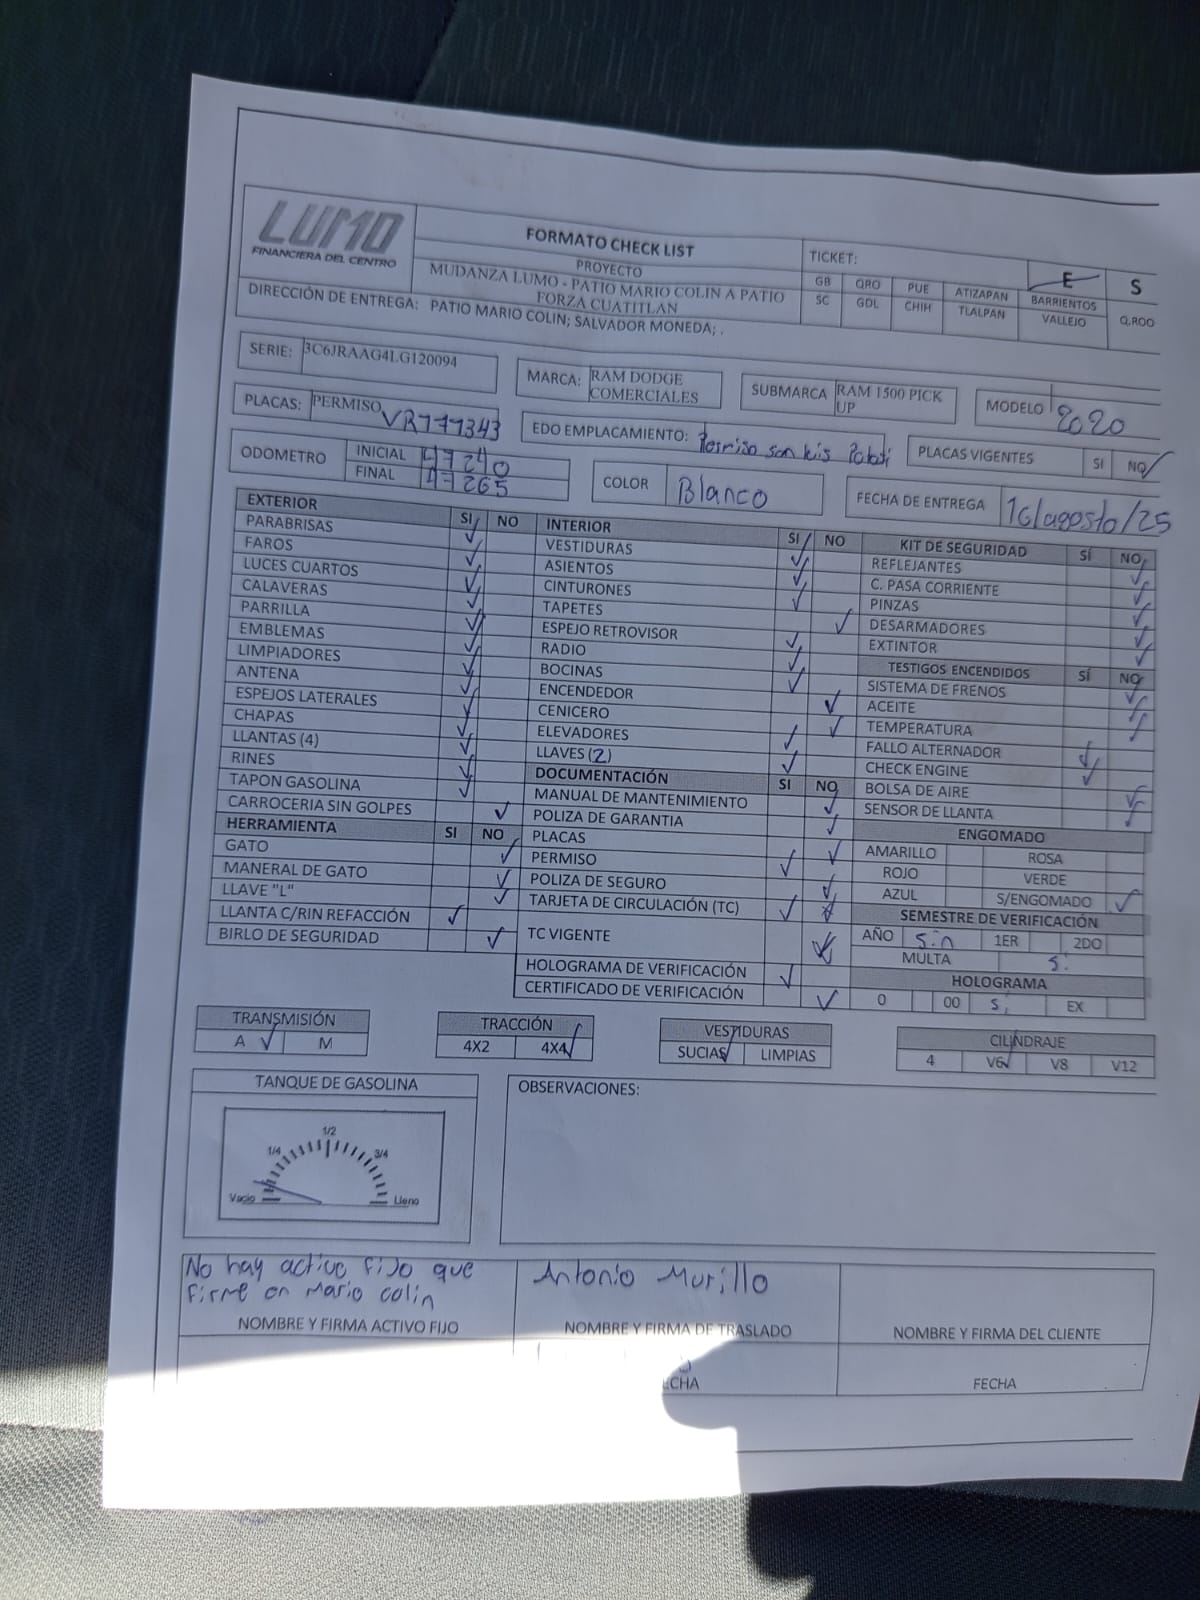 LUMO
FINANCIERA DEL CENTRO
FORMATO CHECK LIST
PROYECTO
MUDANZA LUMO - PATIO MARIO COLIN A PATIO
FORZA CUATITLAN
TICKET: E S
GB QRO PUE ATIZAPAN BARRIENTOS
SC GDL CHIH TLALPAN VALLEJO Q.ROO
DIRECCIÓN DE ENTREGA: PATIO MARIO COLIN; SALVADOR MONEDA; .
SERIE: 3C6JRAAG4LG120094
MARCA: RAM DODGE
COMERCIALES
SUBMARCA RAM 1500 PICK
UP
MODELO 2020
PLACAS: PERMISO
EDO EMPLACAMIENTO: Permiso san luis Potosi
PLACAS VIGENTES SI NO
ODOMETRO INICIAL 47240
FINAL 47265
COLOR Blanco
FECHA DE ENTREGA 16/agosto/25
EXTERIOR SI NO
PARABRISAS
FAROS
LUCES CUARTOS
CALAVERAS
PARRILLA
EMBLEMAS
LIMPIADORES
ANTENA
ESPEJOS LATERALES
CHAPAS
LLANTAS (4)
RINES
TAPON GASOLINA
CARROCERIA SIN GOLPES
HERRAMIENTA SI NO
GATO
MANERAL DE GATO
LLAVE "L"
LLANTA C/RIN REFACCIÓN
BIRLO DE SEGURIDAD
INTERIOR SI NO
VESTIDURAS
ASIENTOS
CINTURONES
TAPETES
ESPEJO RETROVISOR
RADIO
BOCINAS
ENCENDEDOR
CENICERO
ELEVADORES
LLAVES (2)
DOCUMENTACIÓN SI NO
MANUAL DE MANTENIMIENTO
POLIZA DE GARANTIA
PLACAS
PERMISO
POLIZA DE SEGURO
TARJETA DE CIRCULACIÓN (TC)
TC VIGENTE
HOLOGRAMA DE VERIFICACIÓN
CERTIFICADO DE VERIFICACIÓN
KIT DE SEGURIDAD SÍ NO
REFLEJANTES
C. PASA CORRIENTE
PINZAS
DESARMADORES
EXTINTOR
TESTIGOS ENCENDIDOS SÍ NO
SISTEMA DE FRENOS
ACEITE
TEMPERATURA
FALLO ALTERNADOR
CHECK ENGINE
BOLSA DE AIRE
SENSOR DE LLANTA
ENGOMADO
AMARILLO ROSA
ROJO VERDE
AZUL S/ENGOMADO
SEMESTRE DE VERIFICACIÓN
AÑO Sin 1ER 2DO
MULTA Si
HOLOGRAMA
0 00 Si EX
TRANSMISIÓN
A M
TRACCIÓN
4X2 4X4
VESTIDURAS
SUCIAS LIMPIAS
CILINDRAJE
4 V6 V8 V12
TANQUE DE GASOLINA
1/2
1/4 3/4
Vacio Lleno
OBSERVACIONES:
No hay activo fijo que
firme en Mario colin
NOMBRE Y FIRMA ACTIVO FIJO
Antonio Murillo
NOMBRE Y FIRMA DE TRASLADO
NOMBRE Y FIRMA DEL CLIENTE
ECHA
FECHA